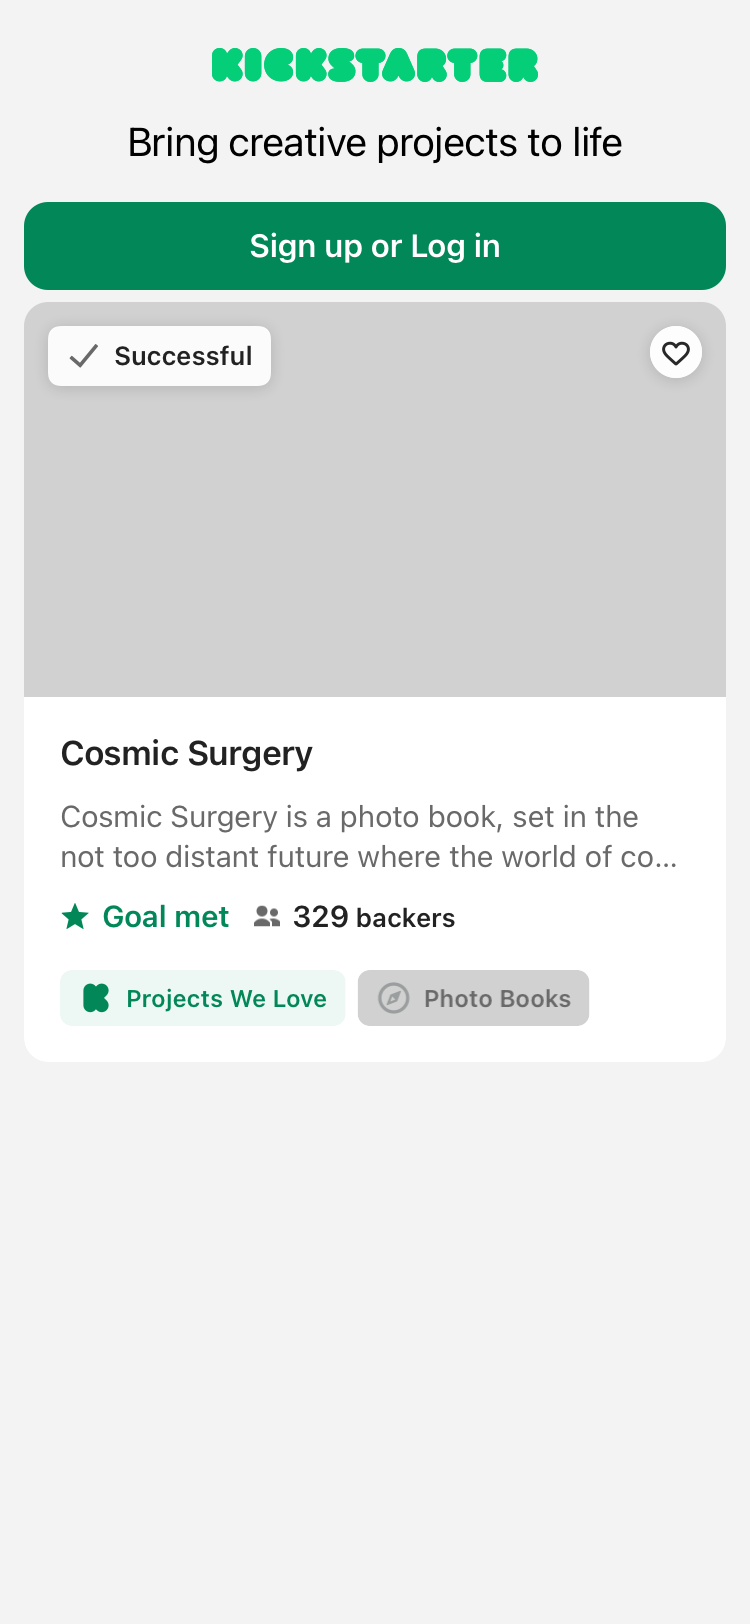 KICKSTARTER
Bring creative projects to life
Sign up or Log in
Successful
Cosmic Surgery
Cosmic Surgery is a photo book, set in the
not too distant future where the world of co...
Goal met 329 backers
Projects We Love Photo Books